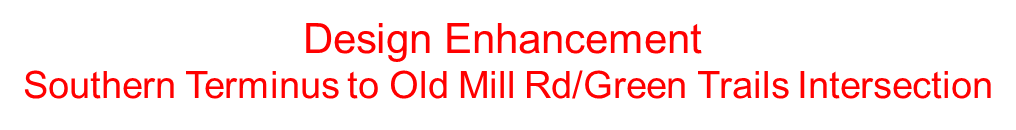 Design Enhancement
Southern Terminus to Old Mill Rd/Green Trails Intersection